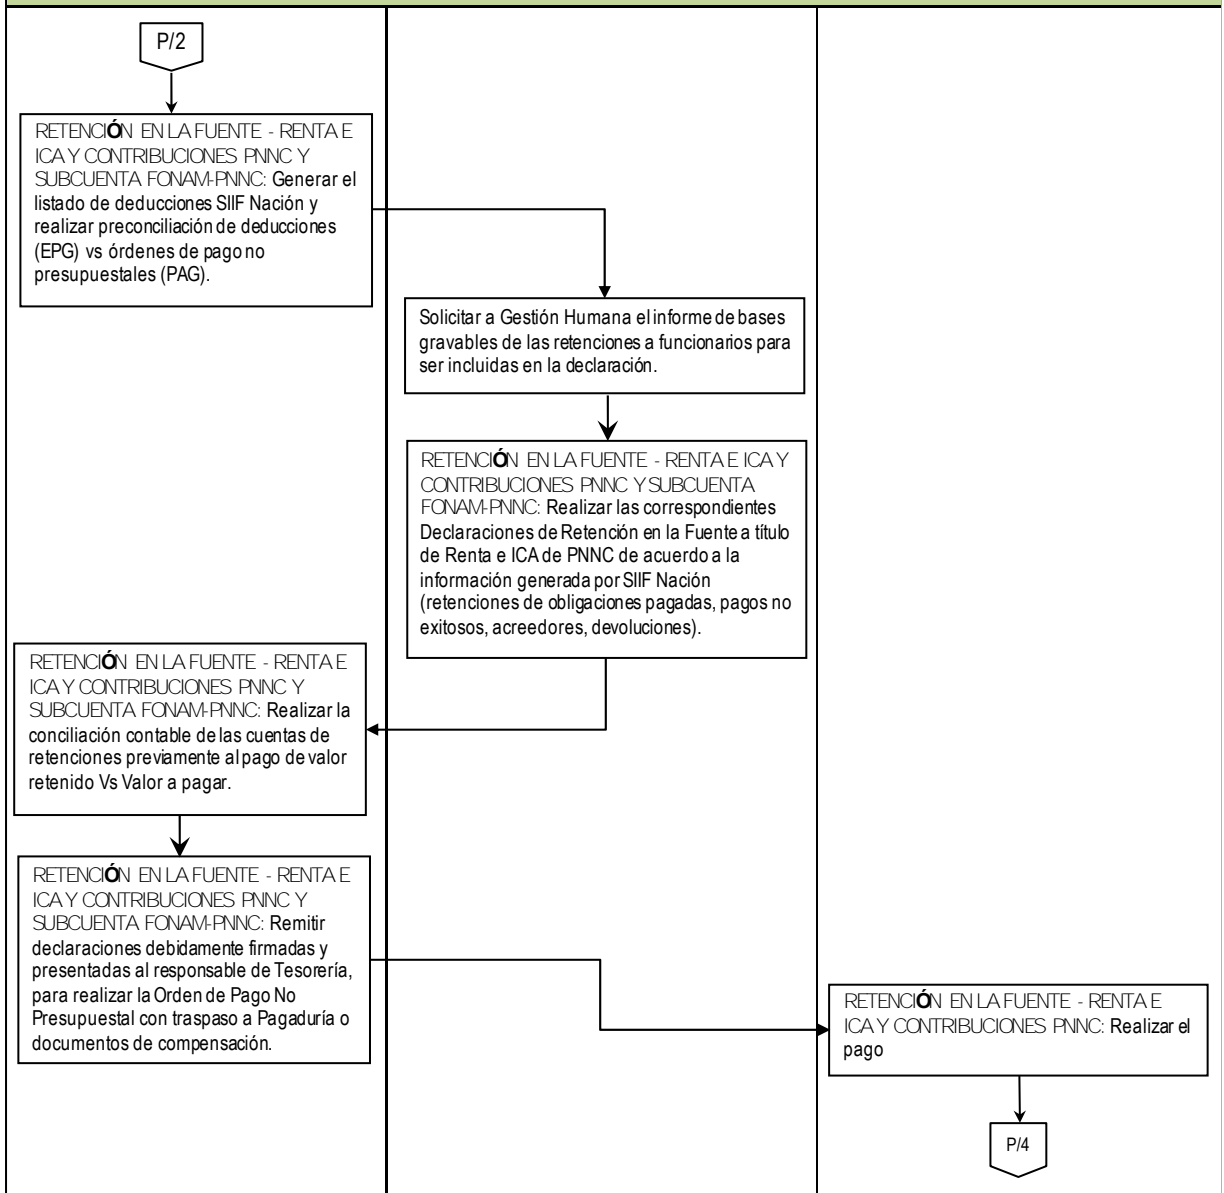 P/2
RETENCIÓN EN LA FUENTE - RENTA E
ICA Y CONTRIBUCIONES PNNC Y
SUBCUENTA FONAM-PNNC: Generar el
listado de deducciones SIIF Nación y
realizar preconciliación de deducciones
(EPG) vs órdenes de pago no
presupuestales (PAG).
Solicitar a Gestión Humana el informe de bases
gravables de las retenciones a funcionarios para
ser incluidas en la declaración.
RETENCIÓN EN LA FUENTE - RENTA E ICA Y
CONTRIBUCIONES PNNC Y SUBCUENTA
FONAM-PNNC: Realizar las correspondientes
Declaraciones de Retención en la Fuente a título
de Renta e ICA de PNNC de acuerdo a la
información generada por SIIF Nación
(retenciones de obligaciones pagadas, pagos no
exitosos, acreedores, devoluciones).
RETENCIÓN EN LA FUENTE - RENTA E
ICA Y CONTRIBUCIONES PNNC Y
SUBCUENTA FONAM-PNNC: Realizar la
conciliación contable de las cuentas de
retenciones previamente al pago de valor
retenido Vs Valor a pagar.
RETENCIÓN EN LA FUENTE - RENTA E
ICA Y CONTRIBUCIONES PNNC Y
SUBCUENTA FONAM-PNNC: Remitir
declaraciones debidamente firmadas y
presentadas al responsable de Tesorería,
para realizar la Orden de Pago No
Presupuestal con traspaso a Pagaduría o
documentos de compensación.
RETENCIÓN EN LA FUENTE - RENTA E
ICA Y CONTRIBUCIONES PNNC: Realizar el
pago
P/4